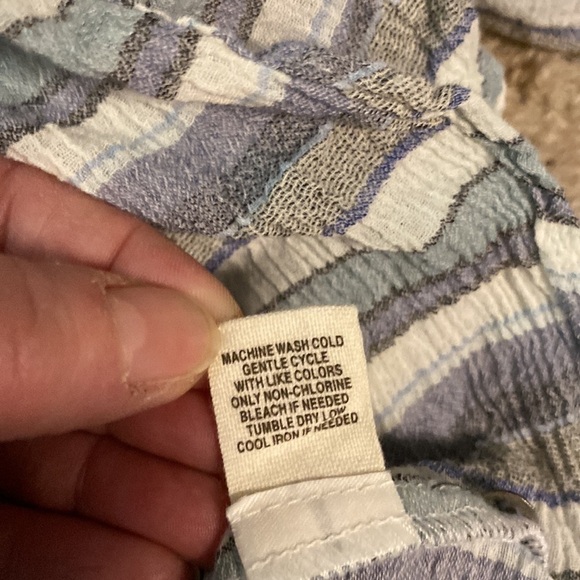 MACHINE WASH COLD
GENTLE CYCLE
WITH LIKE COLORS
ONLY NON-CHLORINE
BLEACH IF NEEDED
TUMBLE DRY LOW
COOL IRON IF NEEDED